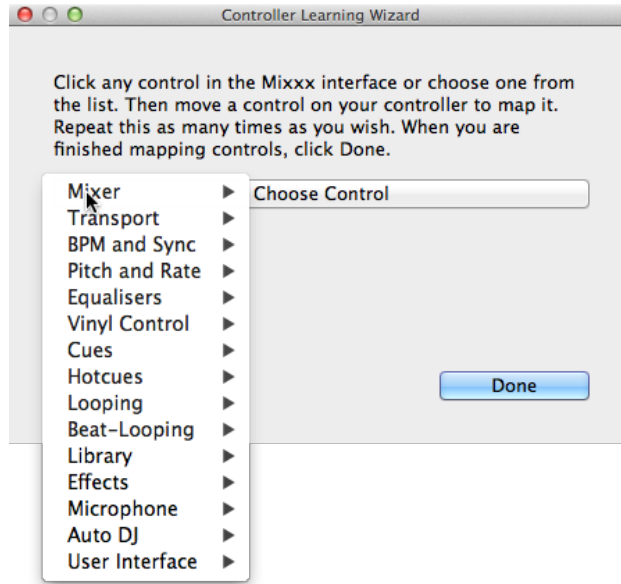 Controller Learning Wizard
Click any control in the Mixxx interface or choose one from
the list. Then move a control on your controller to map it.
Repeat this as many times as you wish. When you are
finished mapping controls, click Done.
Mixer
Choose Control
Transport
BPM and Sync
Pitch and Rate
Equalisers
Vinyl Control
Cues
Hotcues
Done
Looping
Beat-Looping
Library
Effects
Microphone
Auto DJ
User Interface